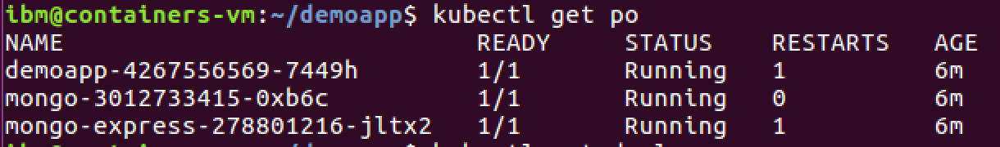 ibm@containers-vm:~/demoapp$ kubectl get po
NAME READY STATUS RESTARTS AGE
demoapp-4267556569-7449h 1/1 Running 1 6m
mongo-3012733415-0xb6c 1/1 Running 0 6m
mongo-express-278801216-jltx2 1/1 Running 1 6m